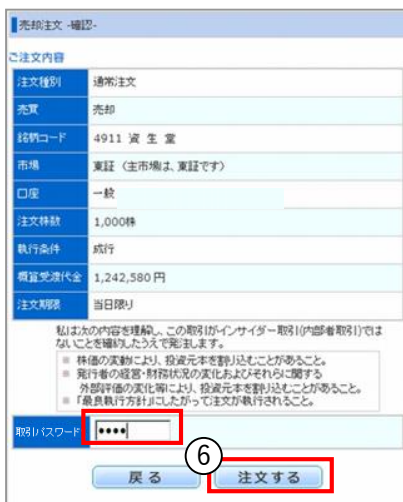 売却注文 -確認-
ご注文内容
注文種別 通常注文
売買 売却
銘柄コード 4911 資 生 堂
市場 東証 (主市場は、東証です)
口座 一般
注文株数 1,000株
執行条件 成行
概算受渡代金 1,242,580 円
注文期限 当日限り
私は次の内容を理解し、この取引がインサイダー取引(内部者取引)では
ないことを確認したうえで発注します。
株価の変動により、投資元本を割り込むことがあること。
発行者の経営・財務状況の変化およびそれらに関する
外部評価の変化等により、投資元本を割り込むことがあること。
「最良執行方針」にしたがって注文が執行されること。
取引パスワード ••••
⑥
戻 る 注文する